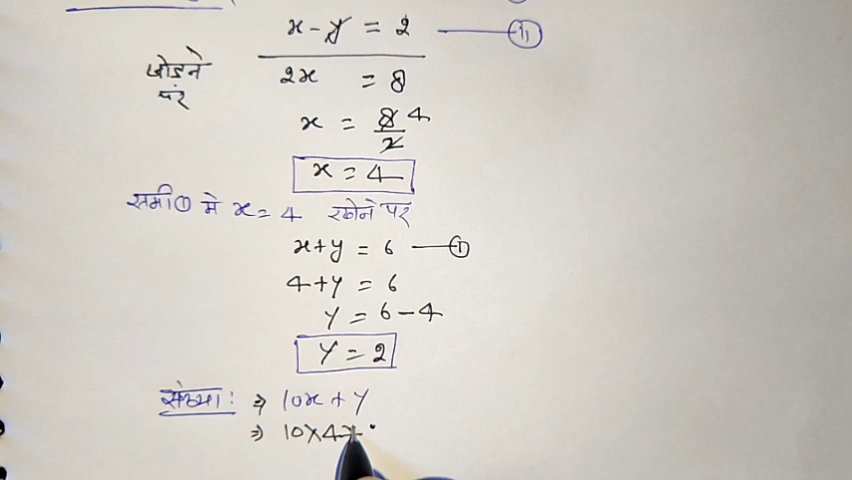 x - y = 2 —— (ii)
जोड़ने पर
2x = 8
x = 8/2 4
x = 4
समी (i) मे x = 4 रखने पर
x + y = 6 —— (i)
4 + y = 6
y = 6 - 4
y = 2
संख्या: ⇒ 10x + y
⇒ 10×4+